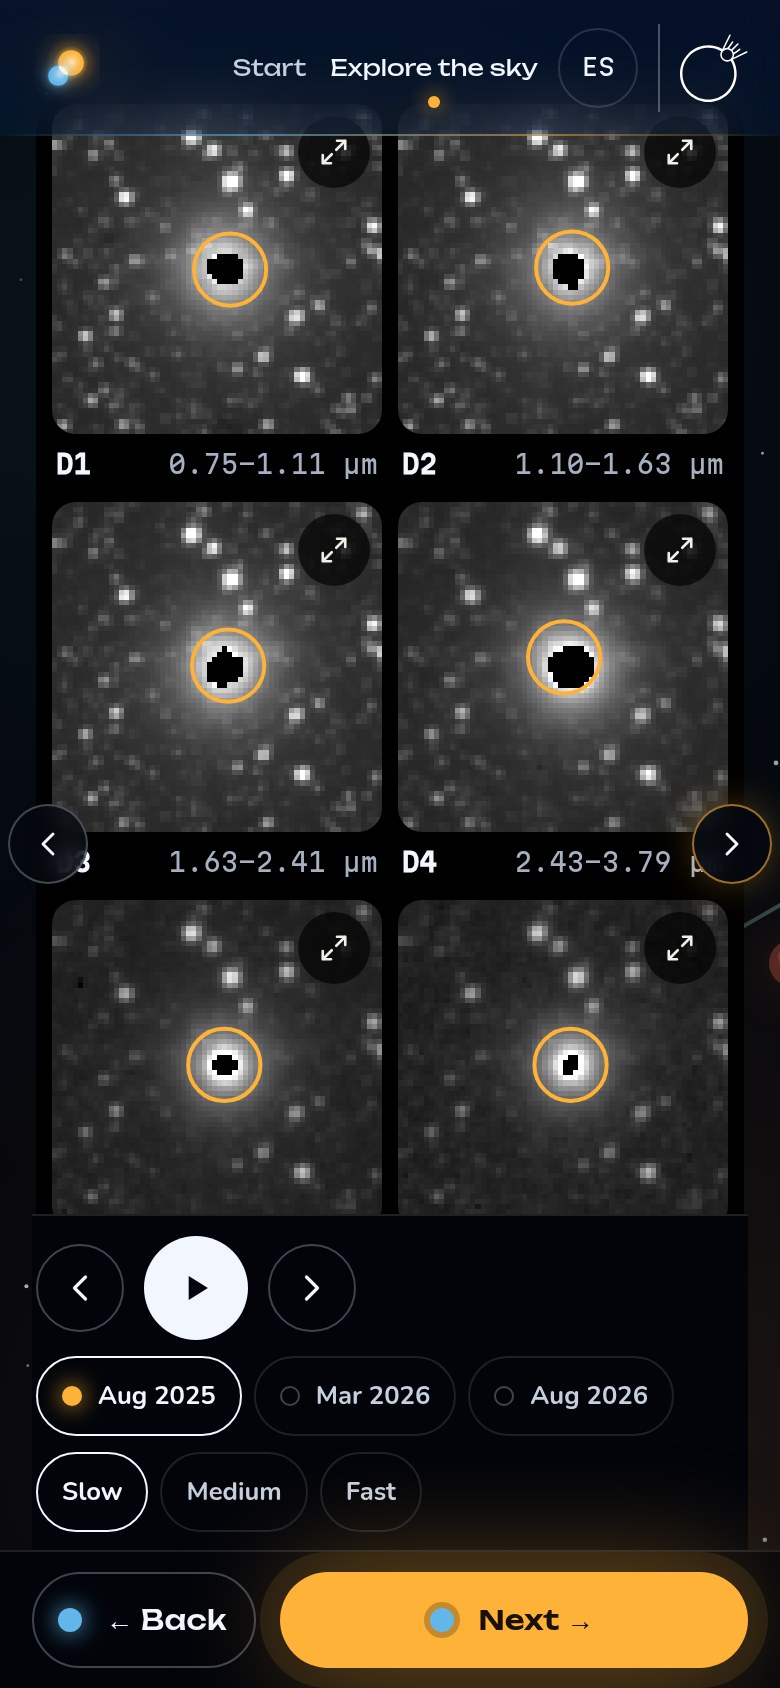 Start Explore the sky ES
D1 0.75–1.11 µm D2 1.10–1.63 µm
3 1.63–2.41 µm D4 2.43–3.79
Aug 2025 Mar 2026 Aug 2026
Slow Medium Fast
← Back Next →